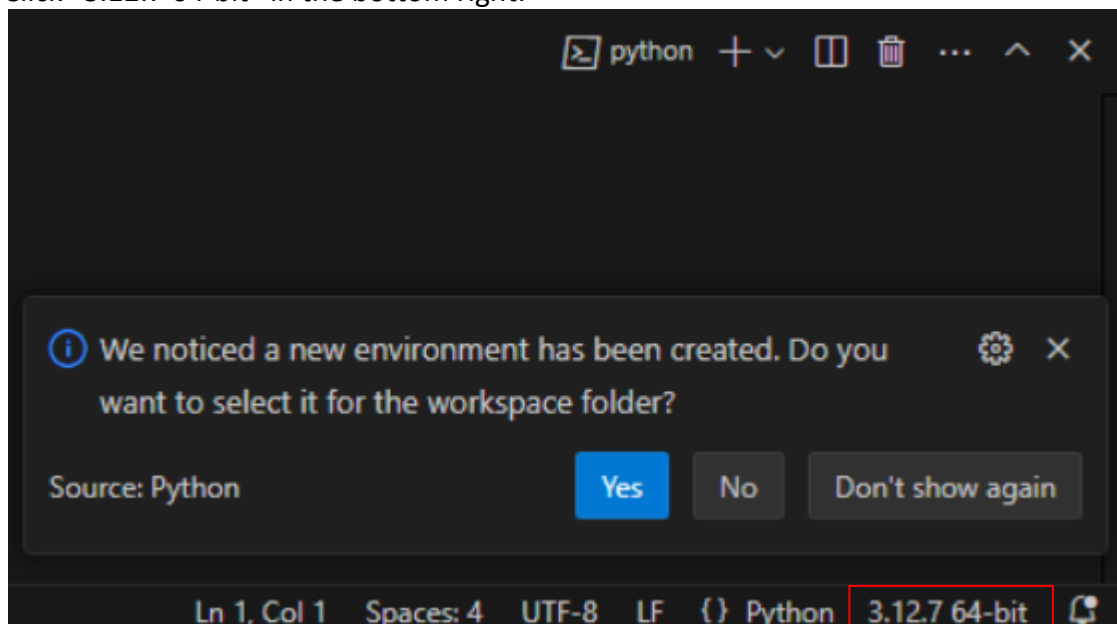 python
We noticed a new environment has been created. Do you
want to select it for the workspace folder?
Source: Python
Yes
No
Don't show again
Ln 1, Col 1
Spaces: 4
UTF-8
LF
{} Python
3.12.7 64-bit